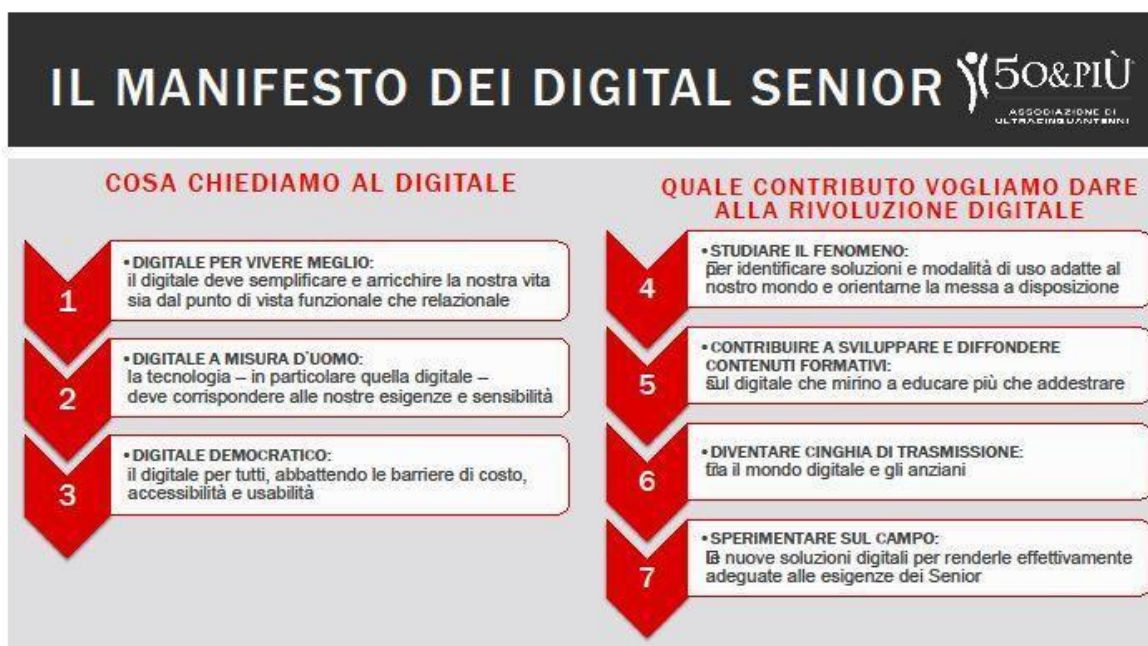 IL MANIFESTO DEI DIGITAL SENIOR
50&PIÙ
ASSOCIAZIONE DI
ULTRACINQUANTENNI
COSA CHIEDIAMO AL DIGITALE
1
• DIGITALE PER VIVERE MEGLIO:
il digitale deve semplificare e arricchire la nostra vita
sia dal punto di vista funzionale che relazionale
2
• DIGITALE A MISURA D'UOMO:
la tecnologia – in particolare quella digitale –
deve corrispondere alle nostre esigenze e sensibilità
3
• DIGITALE DEMOCRATICO:
il digitale per tutti, abbattendo le barriere di costo,
accessibilità e usabilità
QUALE CONTRIBUTO VOGLIAMO DARE
ALLA RIVOLUZIONE DIGITALE
4
• STUDIARE IL FENOMENO:
per identificare soluzioni e modalità di uso adatte al
nostro mondo e orientarne la messa a disposizione
5
• CONTRIBUIRE A SVILUPPARE E DIFFONDERE
CONTENUTI FORMATIVI:
sul digitale che mirino a educare più che addestrare
6
• DIVENTARE CINGHIA DI TRASMISSIONE:
fra il mondo digitale e gli anziani
7
• SPERIMENTARE SUL CAMPO:
le nuove soluzioni digitali per renderle effettivamente
adeguate alle esigenze dei Senior